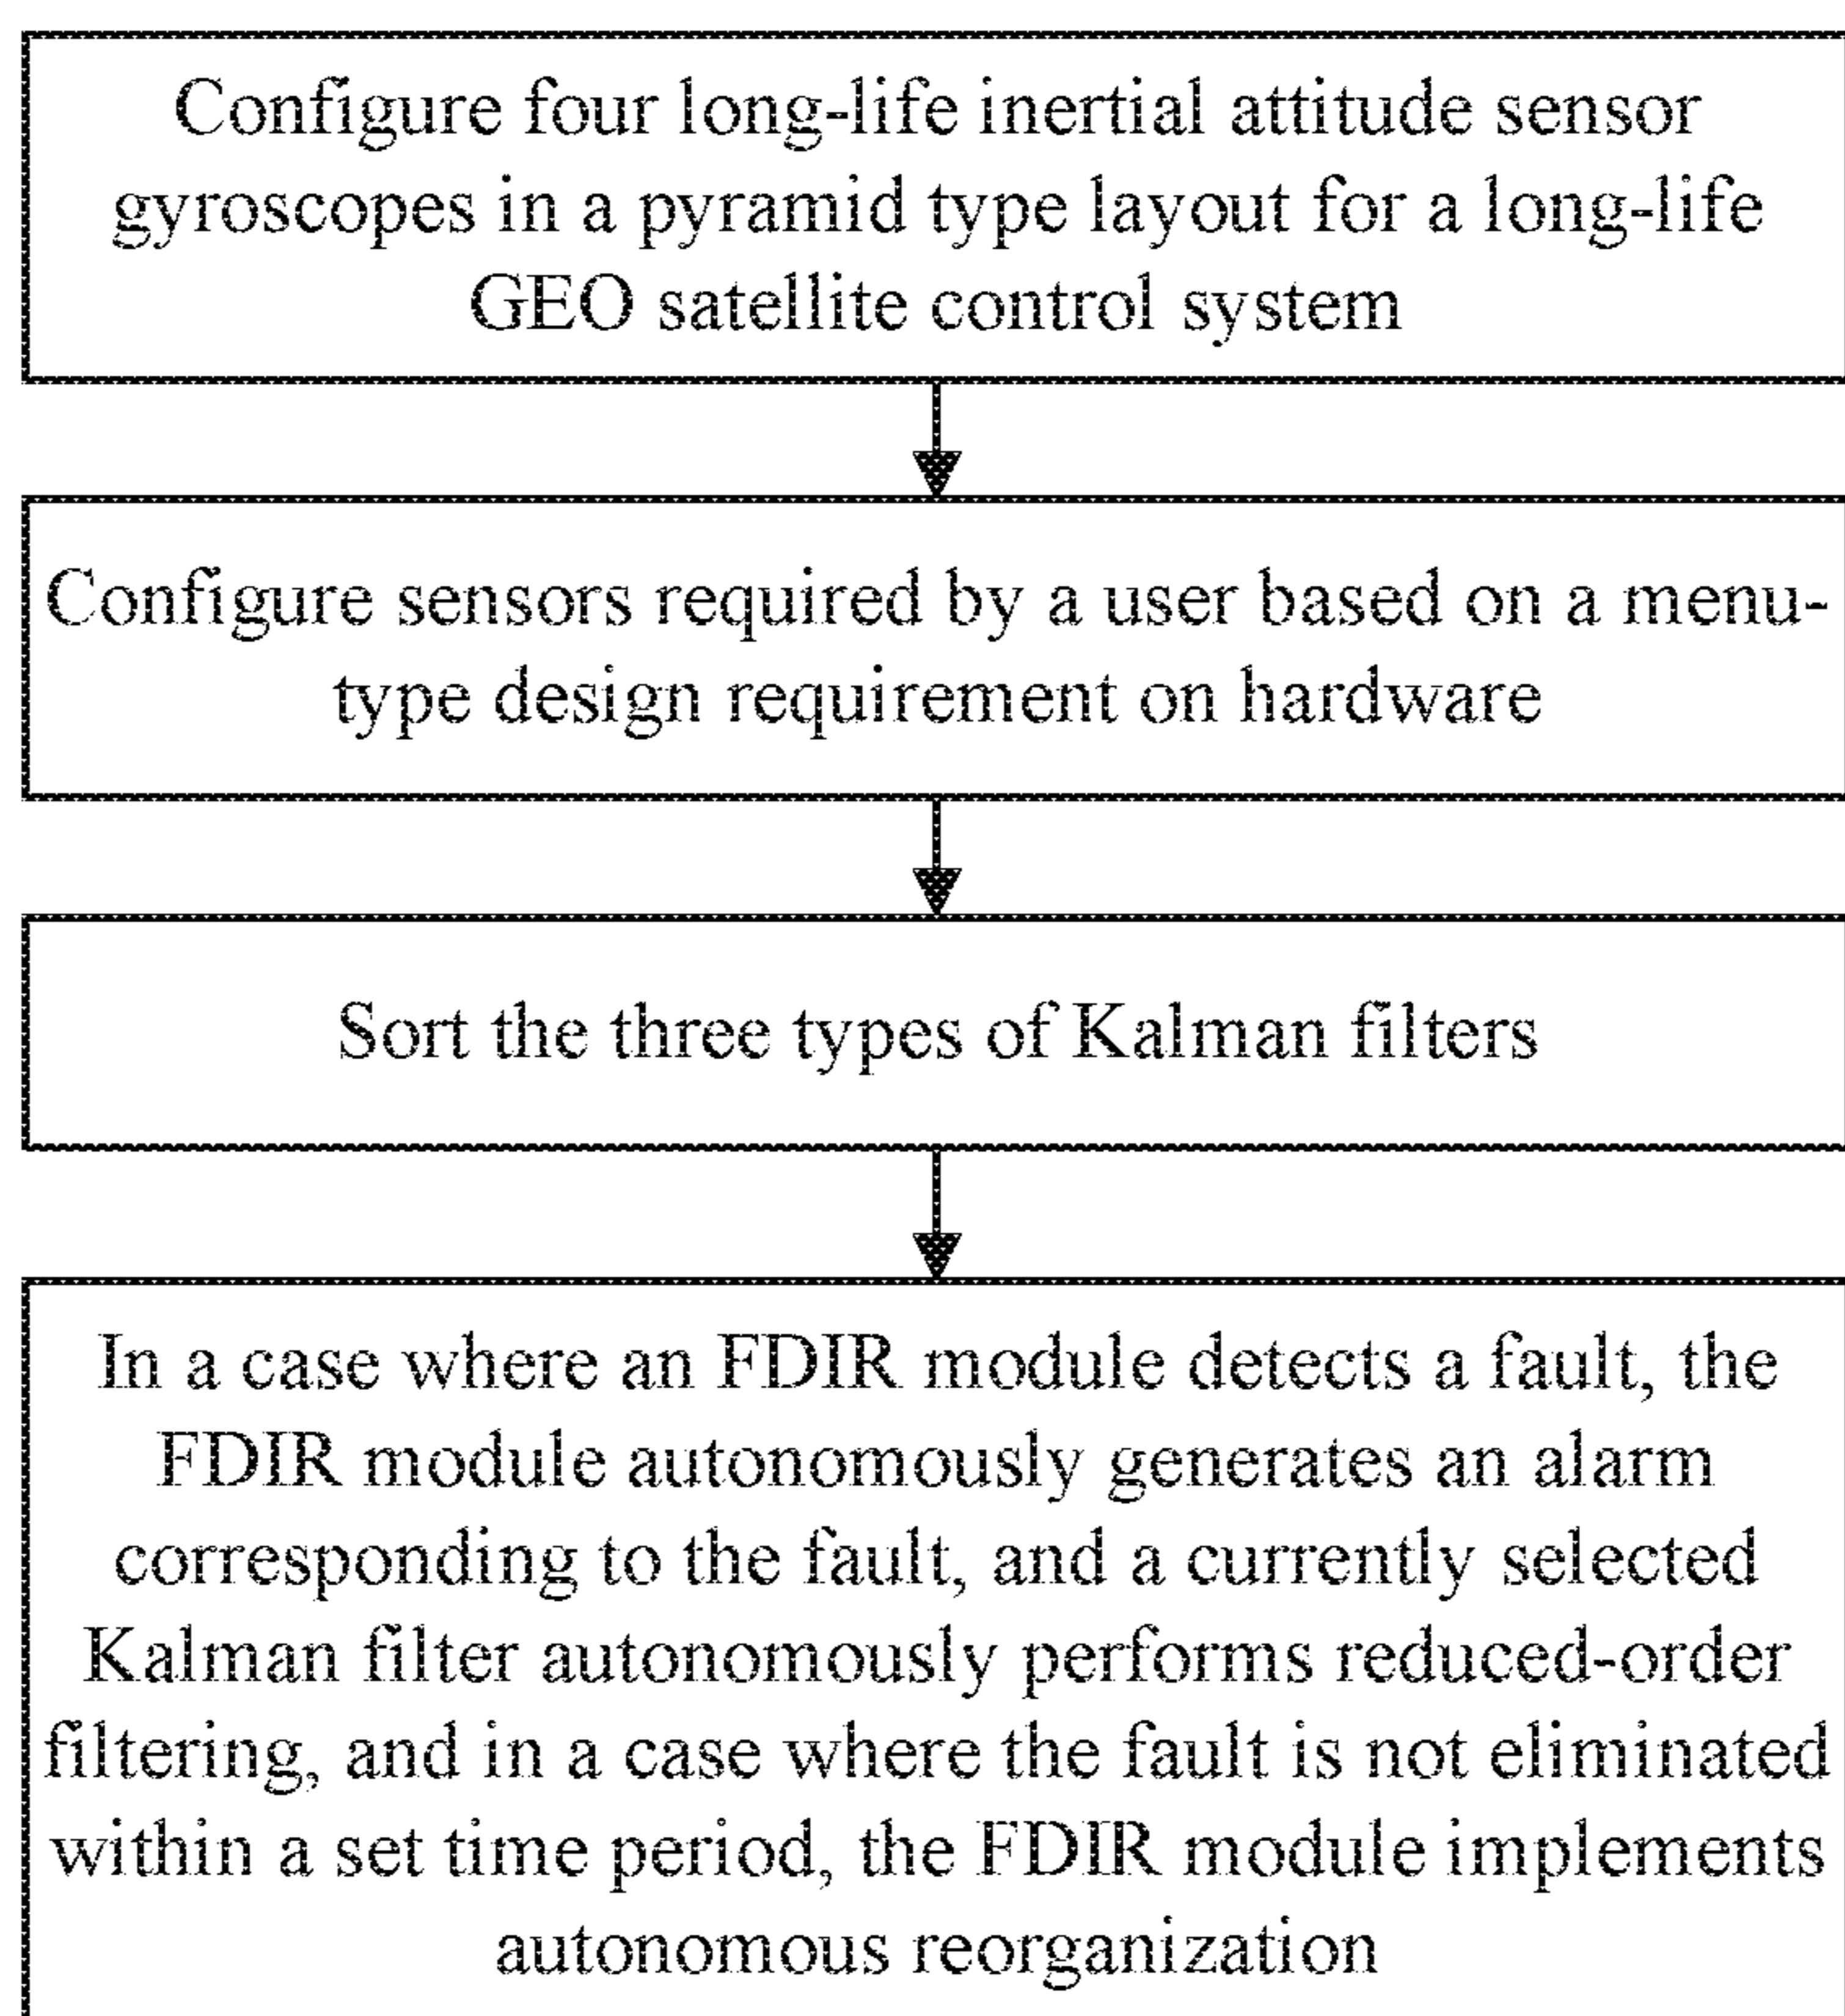 Configure four long-life inertial attitude sensor
gyroscopes in a pyramid type layout for a long-life
GEO satellite control system
Configure sensors required by a user based on a menu-
type design requirement on hardware
Sort the three types of Kalman filters
In a case where an FDIR module detects a fault, the
FDIR module autonomously generates an alarm
corresponding to the fault, and a currently selected
Kalman filter autonomously performs reduced-order
filtering, and in a case where the fault is not eliminated
within a set time period, the FDIR module implements
autonomous reorganization